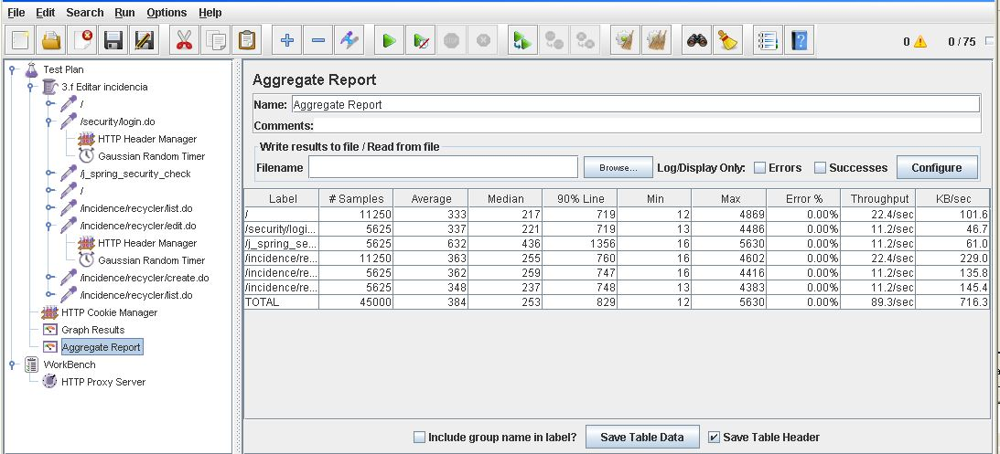 File Edit Search Run Options Help
0 0 / 75
Test Plan
3.f Editar incidencia
/
/security/login.do
HTTP Header Manager
Gaussian Random Timer
/j_spring_security_check
/
/incidence/recycler/list.do
/incidence/recycler/edit.do
HTTP Header Manager
Gaussian Random Timer
/incidence/recycler/create.do
/incidence/recycler/list.do
HTTP Cookie Manager
Graph Results
Aggregate Report
WorkBench
HTTP Proxy Server
Aggregate Report
Name: Aggregate Report
Comments:
Write results to file / Read from file
Filename Browse... Log/Display Only: Errors Successes Configure
Label # Samples Average Median 90% Line Min Max Error % Throughput KB/sec
/ 11250 333 217 719 12 4869 0.00% 22.4/sec 101.6
/security/logi... 5625 337 221 719 13 4486 0.00% 11.2/sec 46.7
/j_spring_se... 5625 632 436 1356 16 5630 0.00% 11.2/sec 61.0
/incidence/re... 11250 363 255 760 16 4602 0.00% 22.4/sec 229.0
/incidence/re... 5625 362 259 747 16 4416 0.00% 11.2/sec 135.8
/incidence/re... 5625 348 237 748 13 4383 0.00% 11.2/sec 145.4
TOTAL 45000 384 253 829 12 5630 0.00% 89.3/sec 716.3
Include group name in label? Save Table Data Save Table Header